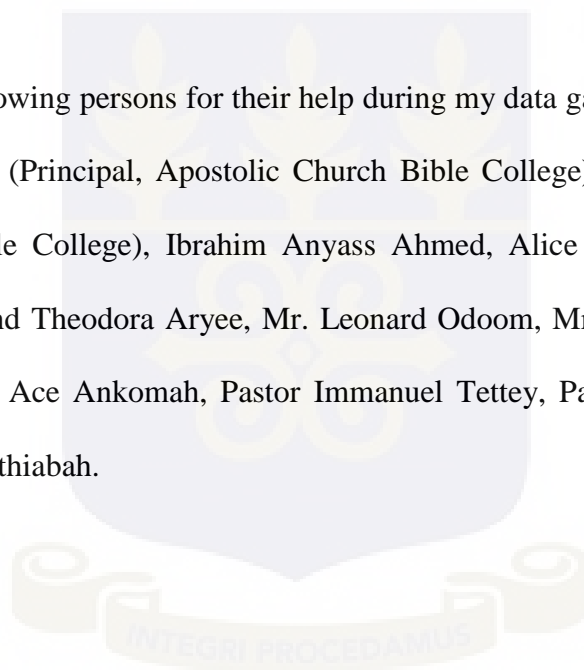 owing persons for their help during my data ga
(Principal, Apostolic Church Bible College)
le College), Ibrahim Anyass Ahmed, Alice
nd Theodora Aryee, Mr. Leonard Odoom, Mr
Ace Ankomah, Pastor Immanuel Tettey, Pa
thiabah.
INTEGRI PROCEDAMUS